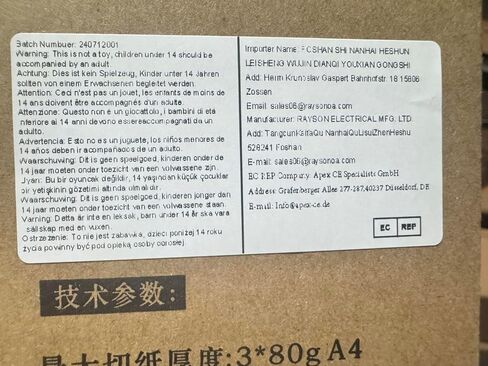 Batch Numbuer: 240712001
Warning: This is not a toy, children under 14 should be
accompanied by an adult.
Achtung: Dies ist kein Spielzeug, Kinder unter 14 Jahren
sollten von einem Erwachsenen begleitet werden.
Attention: Ceci n'est pas un jouet, les enfants de moins de
14 ans doivent être accompagnés d'un adulte.
Attenzione: Questo non è un giocattolo, i bambini di età
inferiore ai 14 anni devono essereaccompagnati da un
adulto.
Advertencia: Esto no es un juguete, los niños menores de
14 años deben ir acompañados de un adulto.
Waarschuwing: Dit is geen speelgoed, kinderen onder de
14 jaar moeten onder toezicht van een volwassene zijn.
Uyarı: Bu bir oyuncak değildir, 14 yaşından küçük çocuklar
bir yetişkinin gözetimi altında olmalıdır.
Waarschuwing: Dit is geen speelgoed, kinderen jonger dan
14 jaar moeten onder toezicht van een volwassene staan.
Varning: Detta är inte en leksak, barn under 14 år ska vara
i sällskap med en vuxen.
Ostrzeżenie: To nie jest zabawka, dzieci poniżej 14 roku
życia powinny być pod opieką osoby dorosłej.
Importer Name: FOSHAN SHI NANHAI HESHUN
LEISHENG WUJIN DIANQI YOUXIAN GONGSHI
Add: Heim Krunoslav Gaspert Bahnhofstr. 18 15806
Zossen
Email: sales06@raysonoa.com
Manufacturer: RAYSON ELECTRICAL MFG. LTD.
Add: TangcunKaifaQu NanhaiQuLisuiZhenHeshu
528241 Foshan
E-mail: sales06@raysonoa.com
EC REP Company: Apex CE Specialists GmbH
Address: Grafenberger Allee 277-287,40237 Düsseldorf, DE
E-mail: Info@apex-ce.de
EC REP
技术参数:
最大切纸厚度:3*80g A4